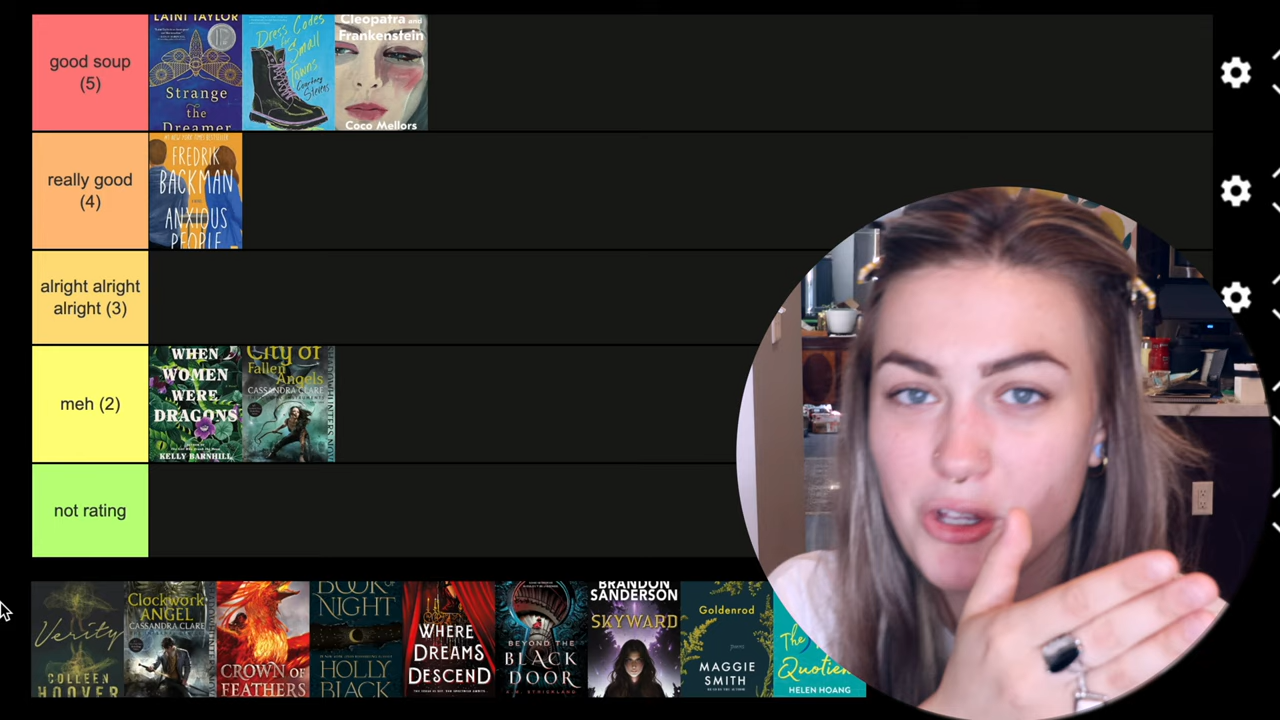 good soup
(5)
LAINI TAYLOR
Strange
the
Dreamer
Dress Codes
for
Small
Towns
Courtney
Stevens
Cleopatra and
Frankenstein
Coco Mellors
really good
(4)
FREDRIK
BACKMAN
ANXIOUS
PEOPLE
alright alright
alright (3)
meh (2)
WHEN
WOMEN
WERE
DRAGONS
KELLY BARNHILL
City of
Fallen
Angels
CASSANDRA CLARE
not rating
Verity
COLLEEN
HOOVER
Clockwork
ANGEL
CASSANDRA CLARE
CROWN OF
FEATHERS
BOOK
NIGHT
HOLLY
BLACK
WHERE
DREAMS
DESCEND
BEYOND THE
BLACK
DOOR
BRANDON
SANDERSON
SKYWARD
Goldenrod
poems
MAGGIE
SMITH
The
Quotient
HELEN HOANG